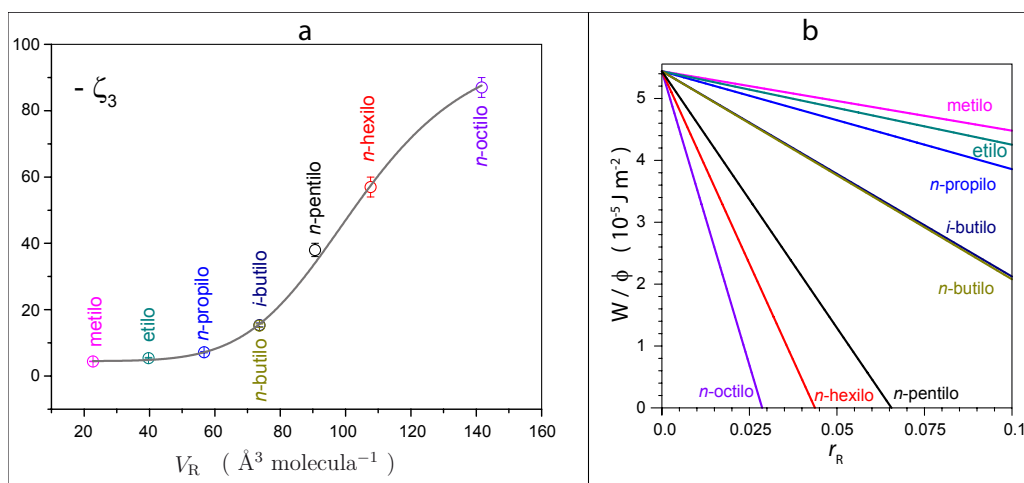 a
100
80
60
40
20
0
- ζ₃
metilo
etilo
n-propilo
n-butilo
i-butilo
n-pentilo
n-hexilo
n-octilo
20 40 60 80 100 120 140 160
V_R ( Å³ molecula⁻¹ )
b
W / ϕ ( 10⁻⁵ J m⁻² )
5
4
3
2
1
0
metilo
etilo
n-propilo
i-butilo
n-butilo
n-octilo
n-hexilo
n-pentilo
0.0 0.025 0.05 0.075 0.1
r_R